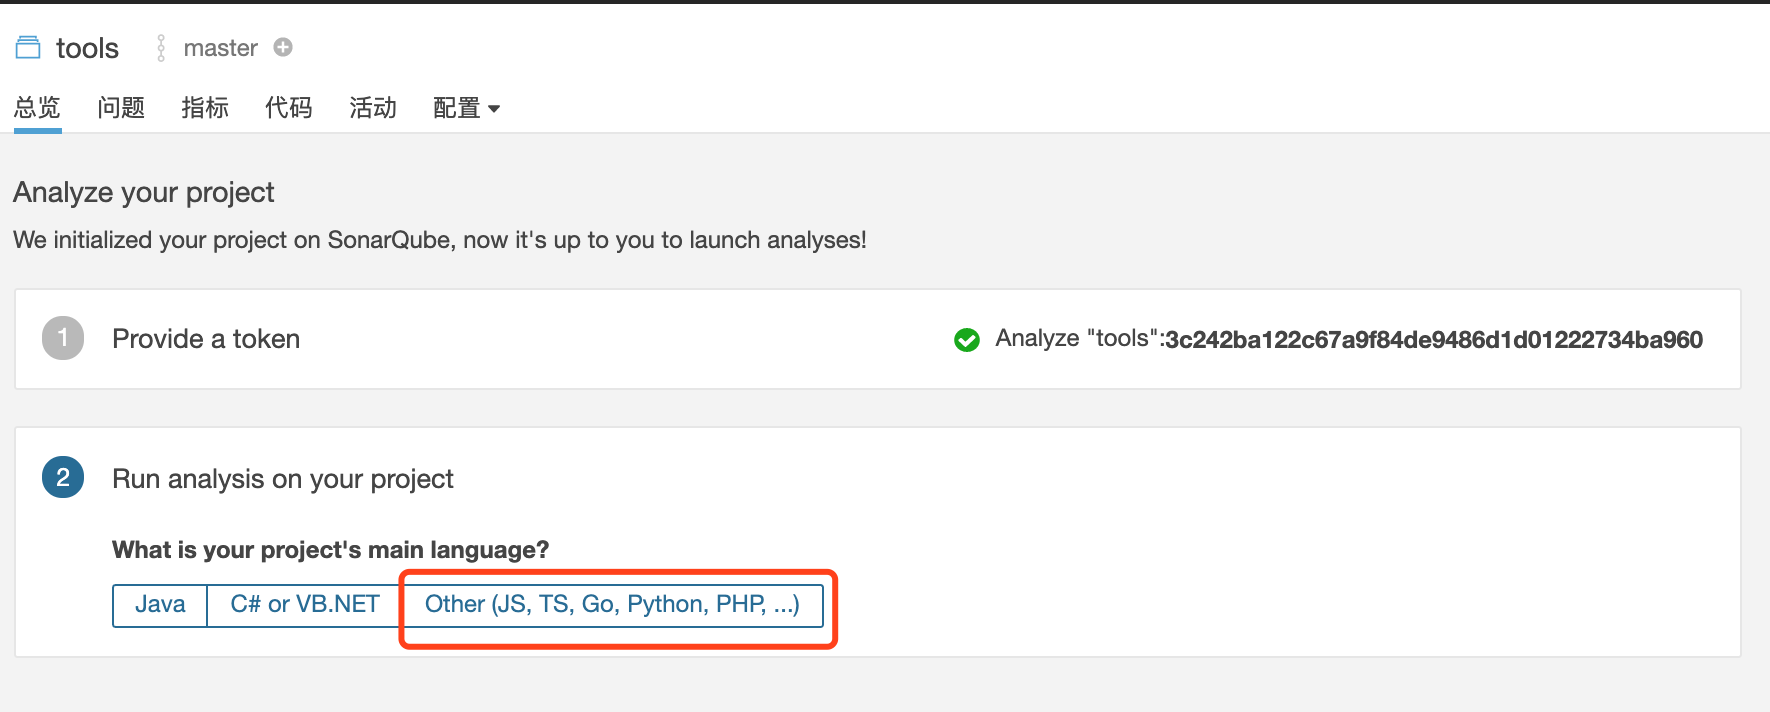 tools master
总览 问题 指标 代码 活动 配置
Analyze your project
We initialized your project on SonarQube, now it's up to you to launch analyses!
1 Provide a token Analyze "tools":3c242ba122c67a9f84de9486d1d01222734ba960
2 Run analysis on your project
What is your project's main language?
Java C# or VB.NET Other (JS, TS, Go, Python, PHP, ...)